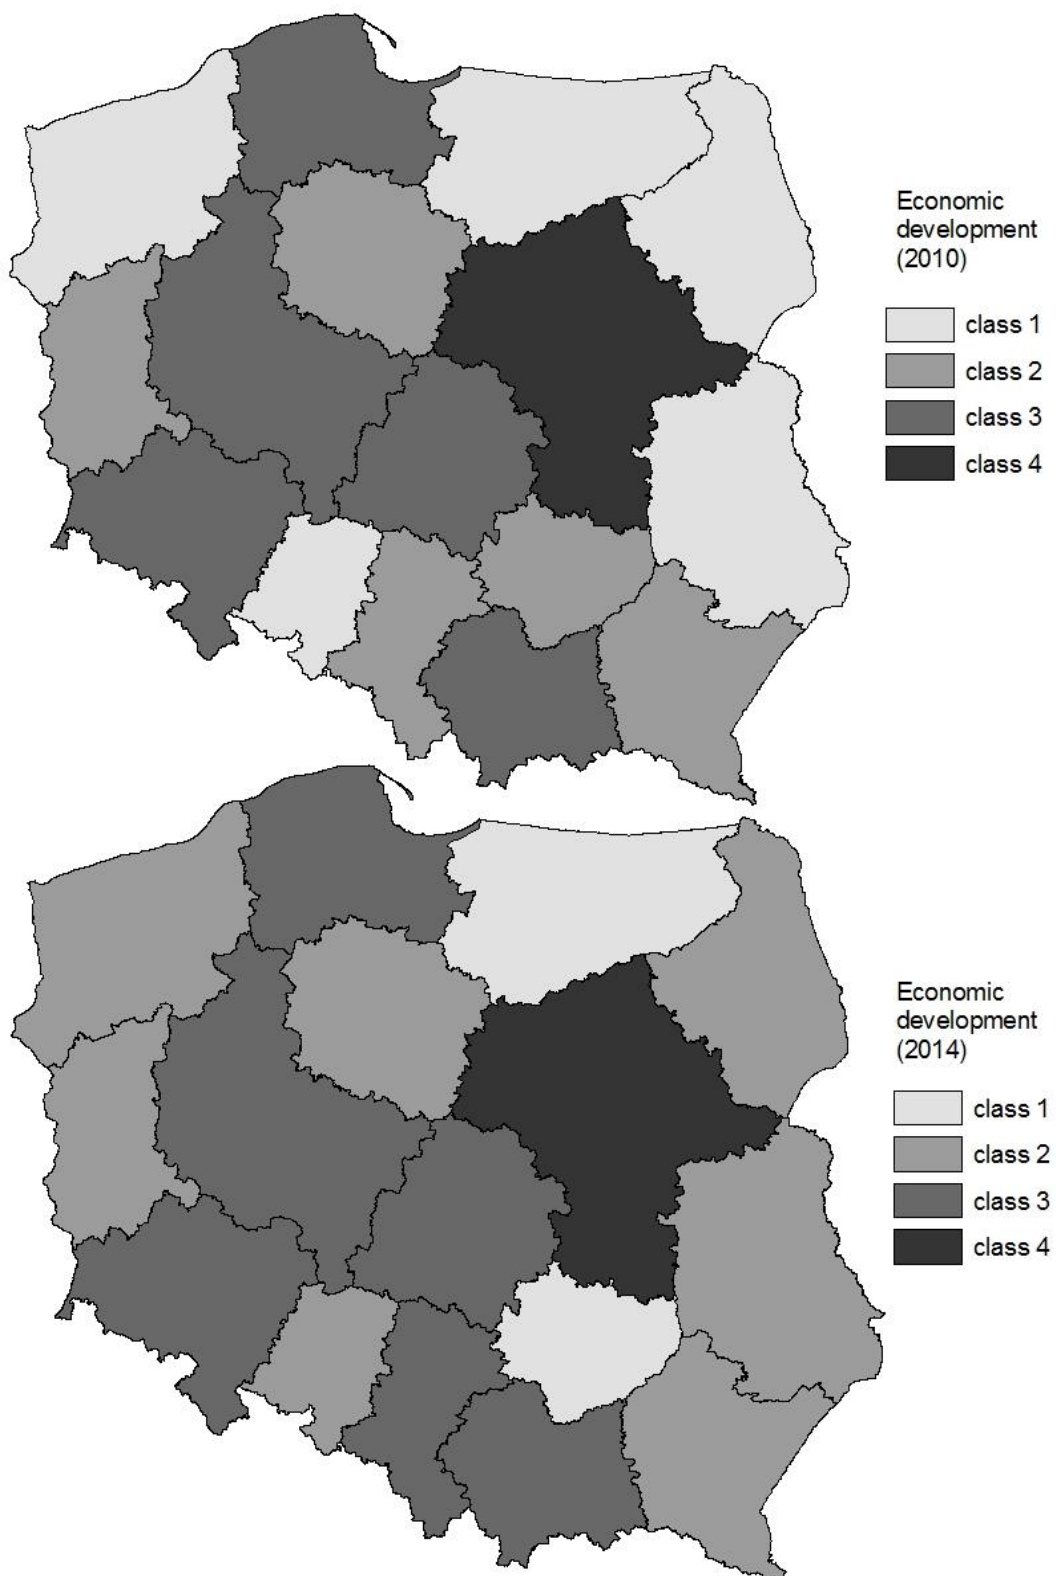 Economic
development
(2010)
class 1
class 2
class 3
class 4
Economic
development
(2014)
class 1
class 2
class 3
class 4